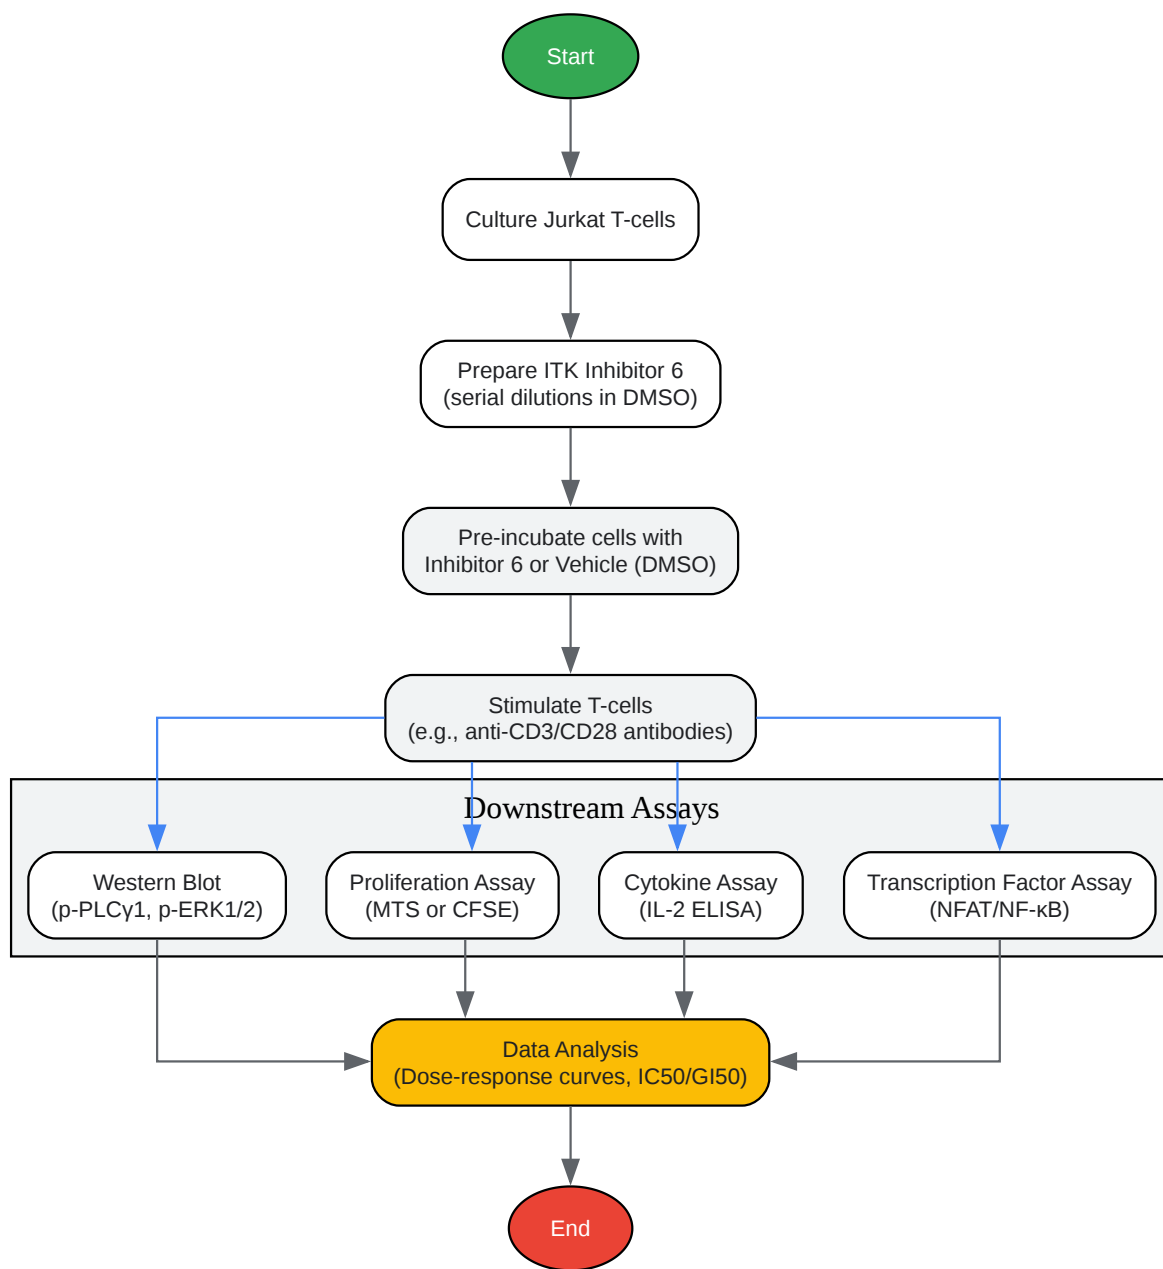 Start
Culture Jurkat T-cells
Prepare ITK Inhibitor 6
(serial dilutions in DMSO)
Pre-incubate cells with
Inhibitor 6 or Vehicle (DMSO)
Stimulate T-cells
(e.g., anti-CD3/CD28 antibodies)
Downstream Assays
Western Blot
(p-PLCγ1, p-ERK1/2)
Proliferation Assay
(MTS or CFSE)
Cytokine Assay
(IL-2 ELISA)
Transcription Factor Assay
(NFAT/NF-κB)
Data Analysis
(Dose-response curves, IC50/GI50)
End